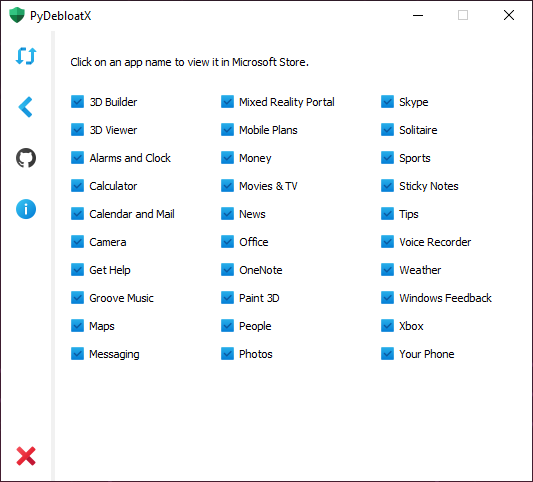 PyDebloatX
Click on an app name to view it in Microsoft Store.
3D Builder
3D Viewer
Alarms and Clock
Calculator
Calendar and Mail
Camera
Get Help
Groove Music
Maps
Messaging
Mixed Reality Portal
Mobile Plans
Money
Movies & TV
News
Office
OneNote
Paint 3D
People
Photos
Skype
Solitaire
Sports
Sticky Notes
Tips
Voice Recorder
Weather
Windows Feedback
Xbox
Your Phone